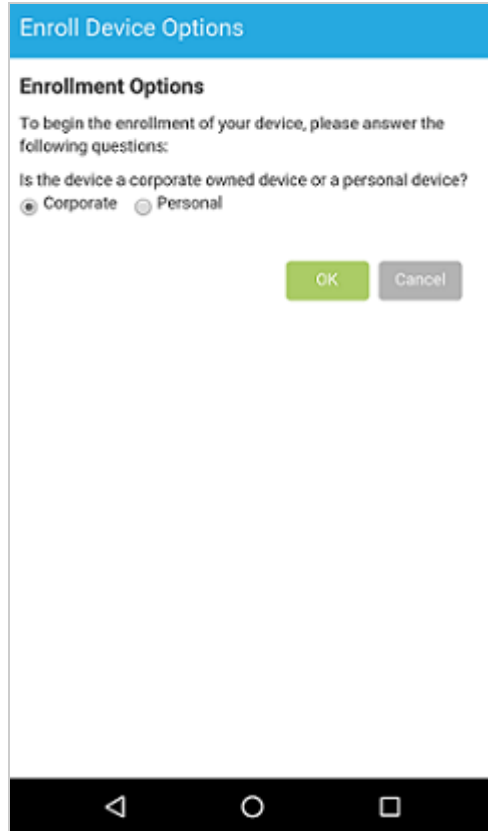 Enroll Device Options
Enrollment Options
To begin the enrollment of your device, please answer the
following questions:
Is the device a corporate owned device or a personal device?
Corporate Personal
OK Cancel